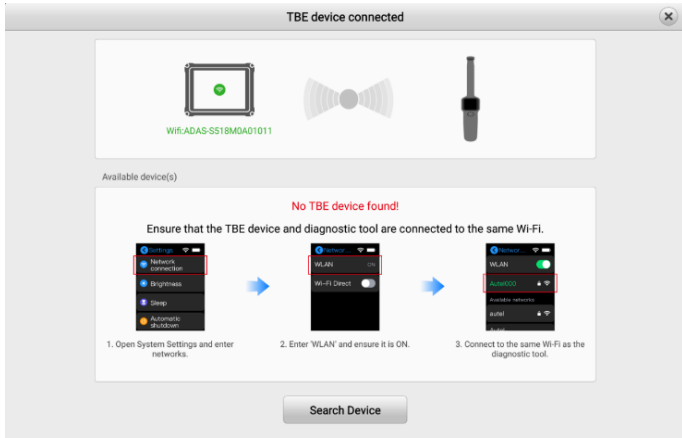 TBE device connected
Wifi:ADAS-S518M0A01011
Available device(s)
No TBE device found!
Ensure that the TBE device and diagnostic tool are connected to the same Wi-Fi.
Settings
Network
connection
Brightness
Sleep
Automatic
shutdown
Networ...
WLAN ON
Wi-Fi Direct
Networ...
WLAN
Autel000
Available networks
autel
Autel
1. Open System Settings and enter
networks.
2. Enter 'WLAN' and ensure it is ON.
3. Connect to the same Wi-Fi as the
diagnostic tool.
Search Device